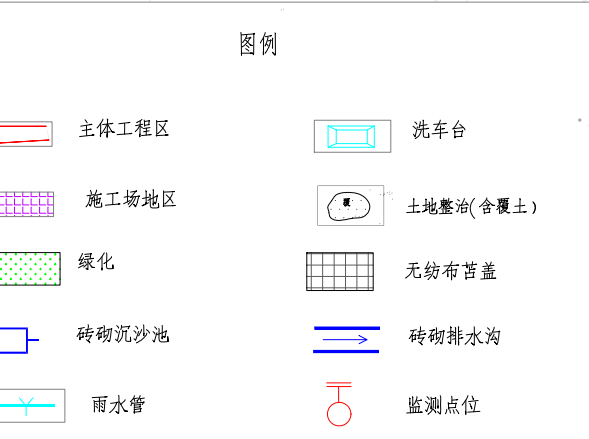 图例
主体工程区
洗车台
施工场地区
覆
土地整治(含覆土)
绿化
无纺布苫盖
砖砌沉沙池
砖砌排水沟
雨水管
监测点位